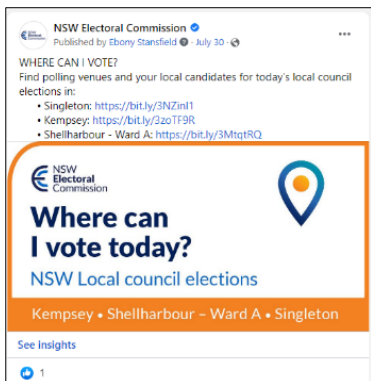 NSW Electoral Commission
Published by Ebony Stansfield · July 30 ·
WHERE CAN I VOTE?
Find polling venues and your local candidates for today's local council
elections in:
• Singleton: https://bit.ly/3NZinI1
• Kempsey: https://bit.ly/3zoTF9R
• Shellharbour - Ward A: https://bit.ly/3MtqtRQ
NSW
Electoral
Commission
Where can
I vote today?
NSW Local council elections
Kempsey • Shellharbour – Ward A • Singleton
See insights
1